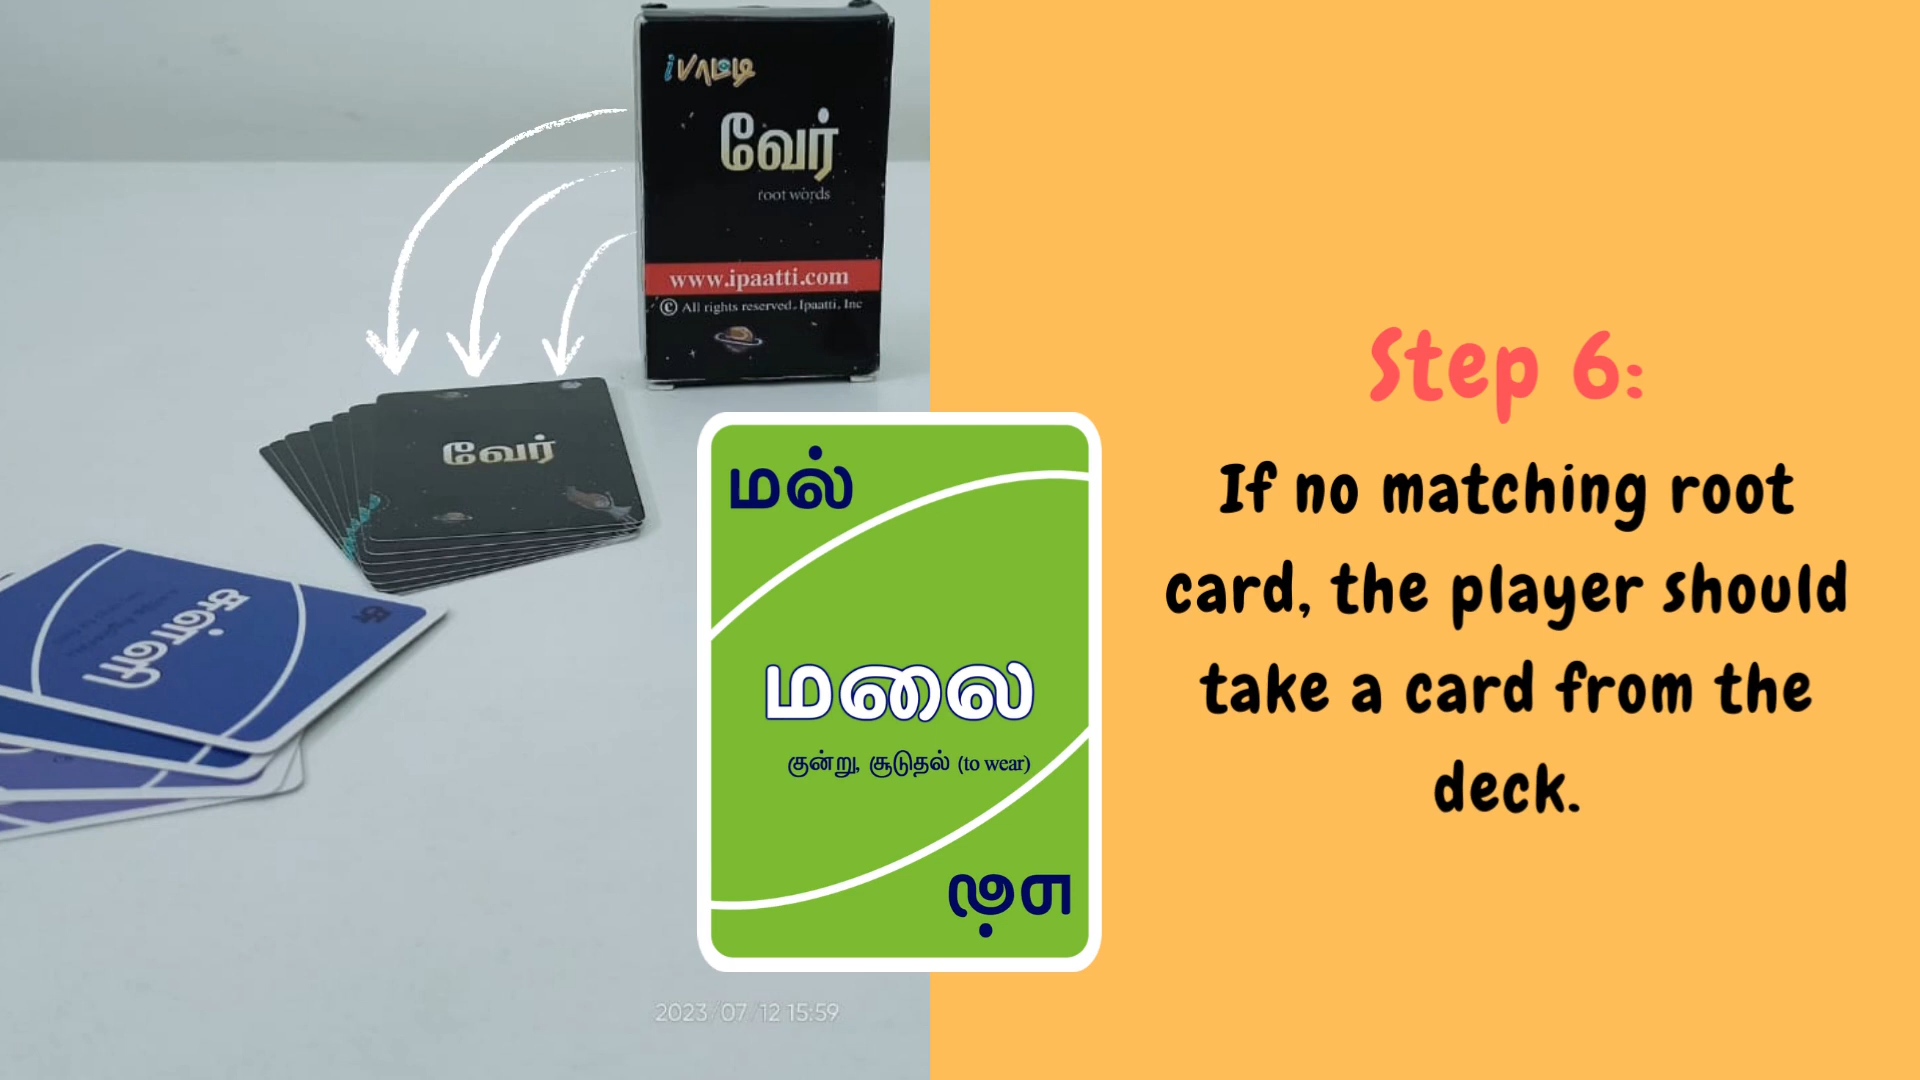 iபாட்டி
வேர்
root words
www.ipaatti.com
© All rights reserved. Ipaatti, Inc
வேர்
மல்
மலை
குன்று, சூடுதல் (to wear)
மல்
2023/07/12 15:59
Step 6:
If no matching root
card, the player should
take a card from the
deck.